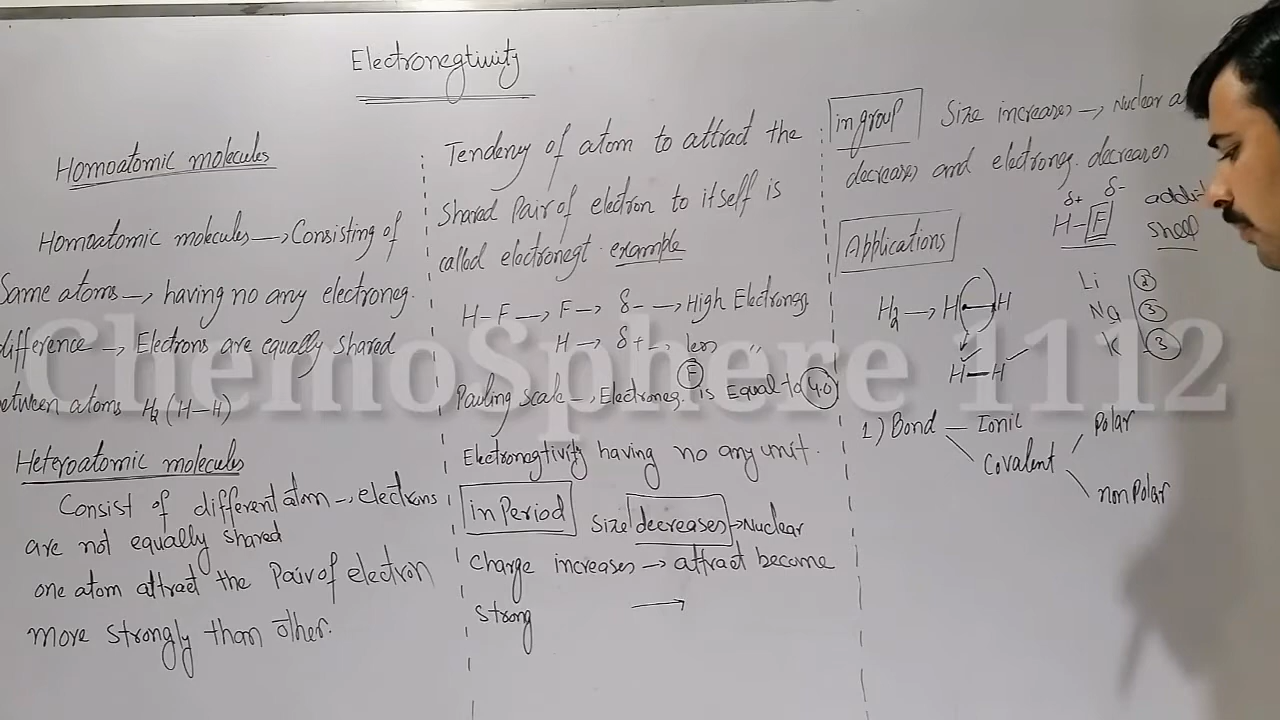 Electronegtivity
Homoatomic molecules
Homoatomic molecules → Consisting of
Same atoms → having no any electroneg.
difference → Electrons are equally shared
between atoms H2 (H-H)
Heteroatomic molecules
Consist of different atom → electrons
are not equally shared
one atom attract the Pair of electron
more strongly than other.
Tendency of atom to attract the
Shared Pair of electron to itself is
called electronegt. example
H-F → F → δ- → High Electroneg
H → δ+ → less "
Pauling scale → Electroneg. F is Equal to 4.0
Electronegtivity having no any unit.
in Period Size decreases → Nuclear
Charge increases → attract become
Strong →
in group Size increases → Nuclear a
decreases and electroneg. decreases
δ+ δ-
H-F
shell
Applications
H2 → H-H
H-H
Li 2
Na 3
K
1) Bond - Ionic
Covalent
Polar
nonPolar
ChemoSphere 1112